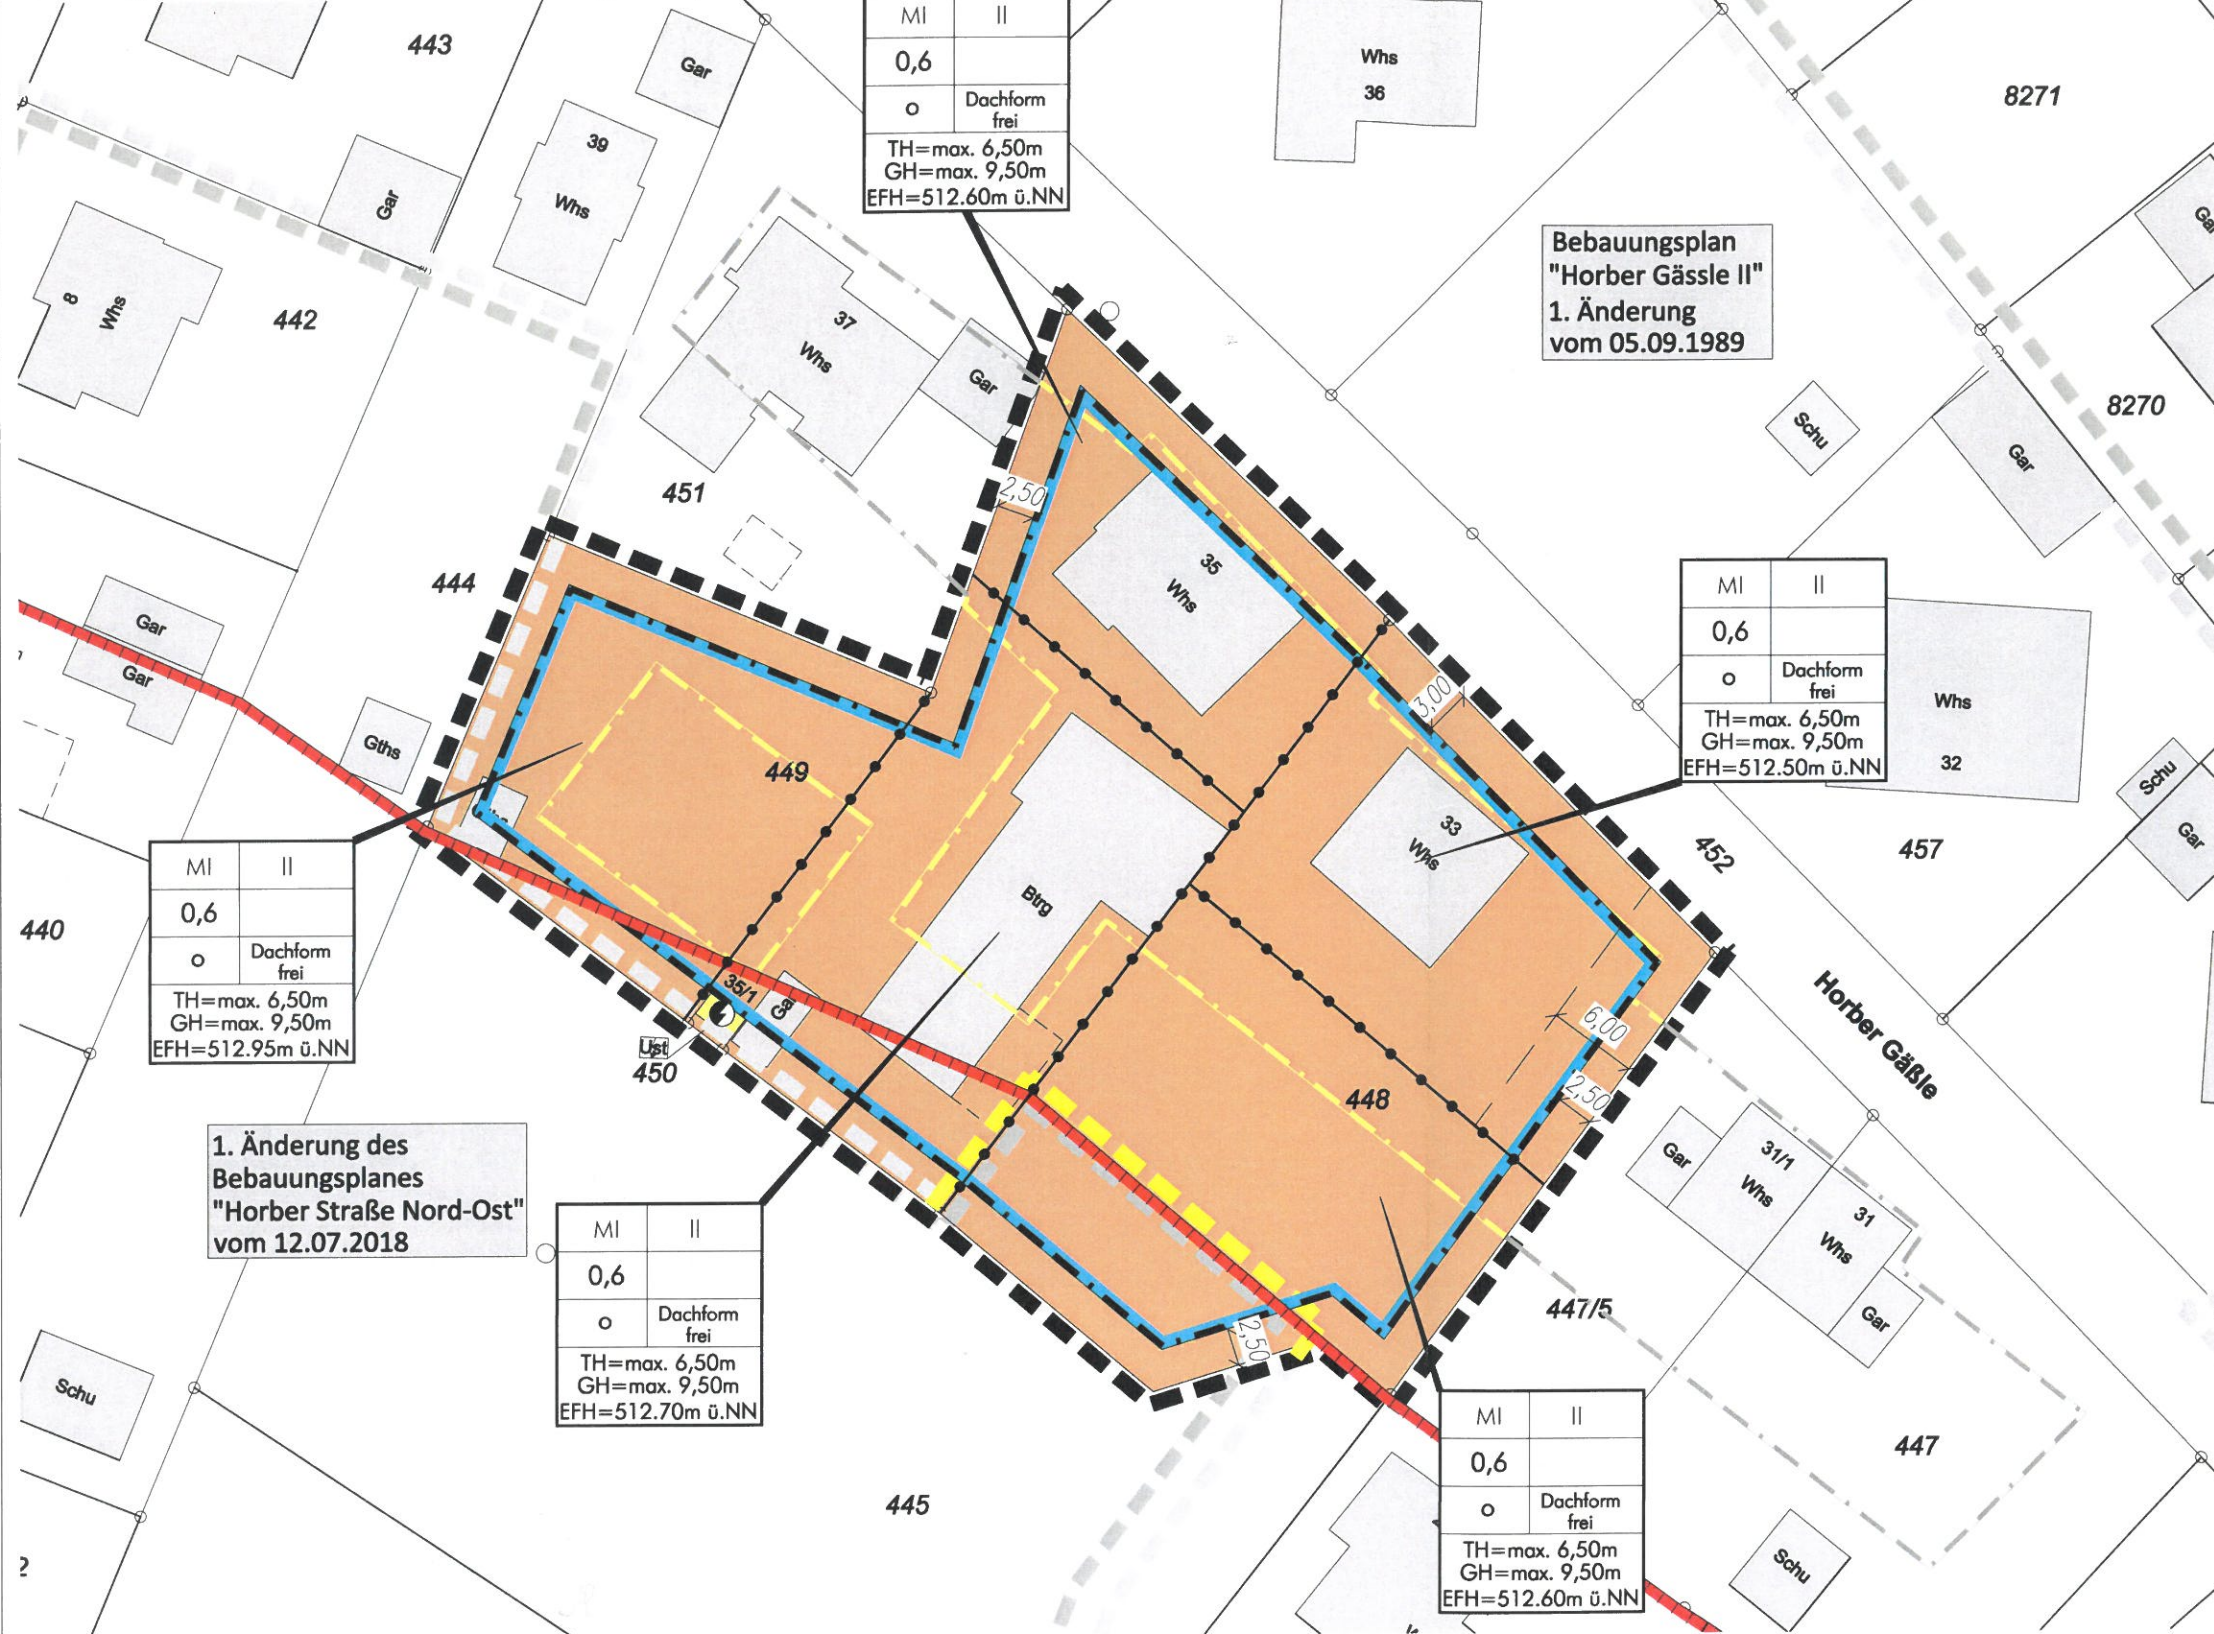 443
Gar
39
Whs
Gar
8
Whs
442
MI II
0,6
o Dachform
frei
TH=max. 6,50m
GH=max. 9,50m
EFH=512.60m ü.NN
Whs
36
8271
Bebauungsplan
"Horber Gässle II"
1. Änderung
vom 05.09.1989
8270
Schu
Gar
37
Whs
Gar
451
444
2,50
35
Whs
Gar
Gar
Gths
449
3,00
MI II
0,6
o Dachform
frei
TH=max. 6,50m
GH=max. 9,50m
EFH=512.50m ü.NN
Whs
32
Schu
Gar
33
Whs
452
457
440
MI II
0,6
o Dachform
frei
TH=max. 6,50m
GH=max. 9,50m
EFH=512.95m ü.NN
Btrg
35/1
Ust
450
6,00
2,50
448
Horber Gäßle
1. Änderung des
Bebauungsplanes
"Horber Straße Nord-Ost"
vom 12.07.2018
MI II
0,6
o Dachform
frei
TH=max. 6,50m
GH=max. 9,50m
EFH=512.70m ü.NN
Gar
31/1
Whs
31
Whs
Gar
447/5
2,50
Schu
445
MI II
0,6
o Dachform
frei
TH=max. 6,50m
GH=max. 9,50m
EFH=512.60m ü.NN
447
Schu